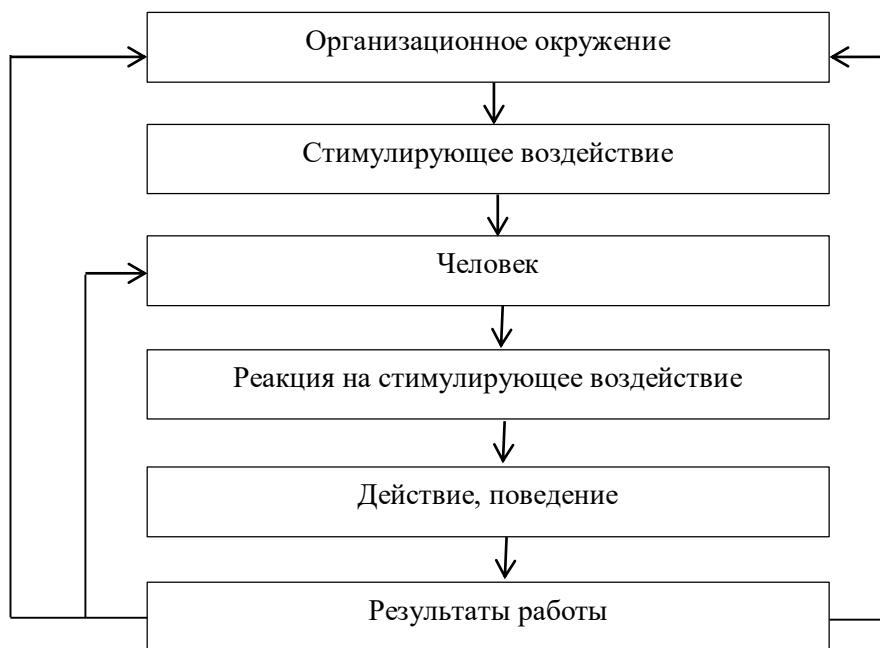 Организационное окружение
Стимулирующее воздействие
Человек
Реакция на стимулирующее воздействие
Действие, поведение
Результаты работы